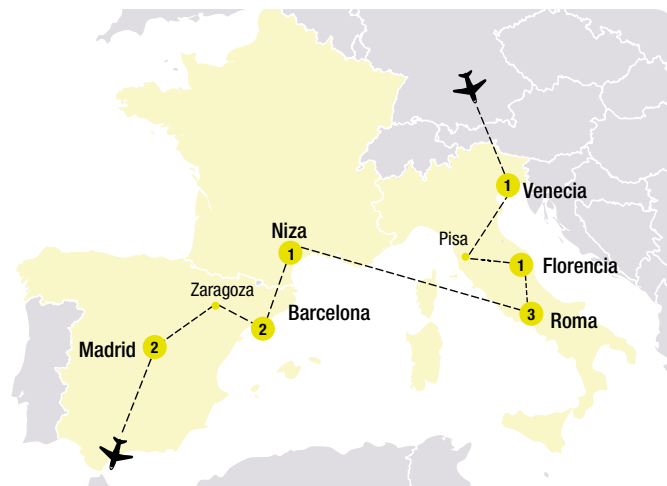 1
Venecia
Niza
1
Pisa
1
Florencia
Zaragoza
Barcelona
2
3
Roma
Madrid
2